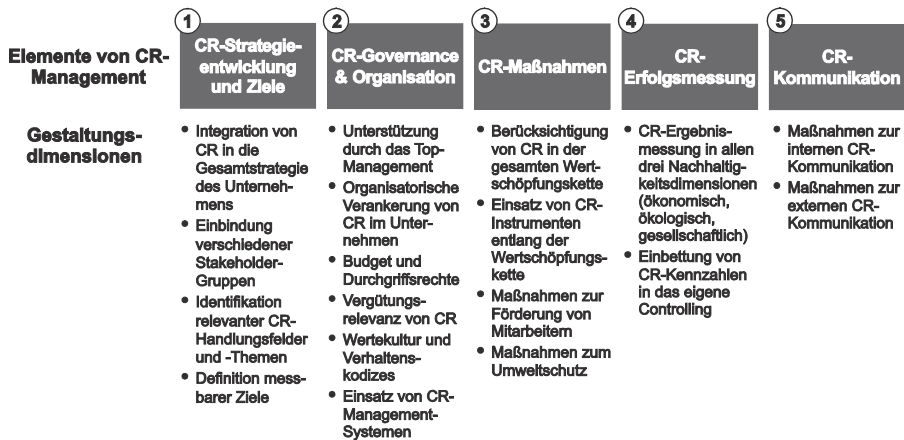 Elemente von CR-
Management
1
CR-Strategie-
entwicklung
und Ziele
2
CR-Governance
& Organisation
3
CR-Maßnahmen
4
CR-
Erfolgsmessung
5
CR-
Kommunikation
Gestaltungs-
dimensionen
• Integration von
CR in die
Gesamtstrategie
des Unterneh-
mens
• Einbindung
verschiedener
Stakeholder-
Gruppen
• Identifikation
relevanter CR-
Handlungsfelder
und -Themen
• Definition mess-
barer Ziele
• Unterstützung
durch das Top-
Management
• Organisatorische
Verankerung von
CR im Unter-
nehmen
• Budget und
Durchgriffsrechte
• Vergütungs-
relevanz von CR
• Wertekultur und
Verhaltens-
kodizes
• Einsatz von CR-
Management-
Systemen
• Berücksichtigung
von CR in der
gesamten Wert-
schöpfungskette
• Einsatz von CR-
Instrumenten
entlang der
Wertschöpfungs-
kette
• Maßnahmen zur
Förderung von
Mitarbeitern
• Maßnahmen zum
Umweltschutz
• CR-Ergebnis-
messung in allen
drei Nachhaltig-
keitsdimensionen
(ökonomisch,
ökologisch,
gesellschaftlich)
• Einbettung von
CR-Kennzahlen
in das eigene
Controlling
• Maßnahmen zur
internen CR-
Kommunikation
• Maßnahmen zur
externen CR-
Kommunikation